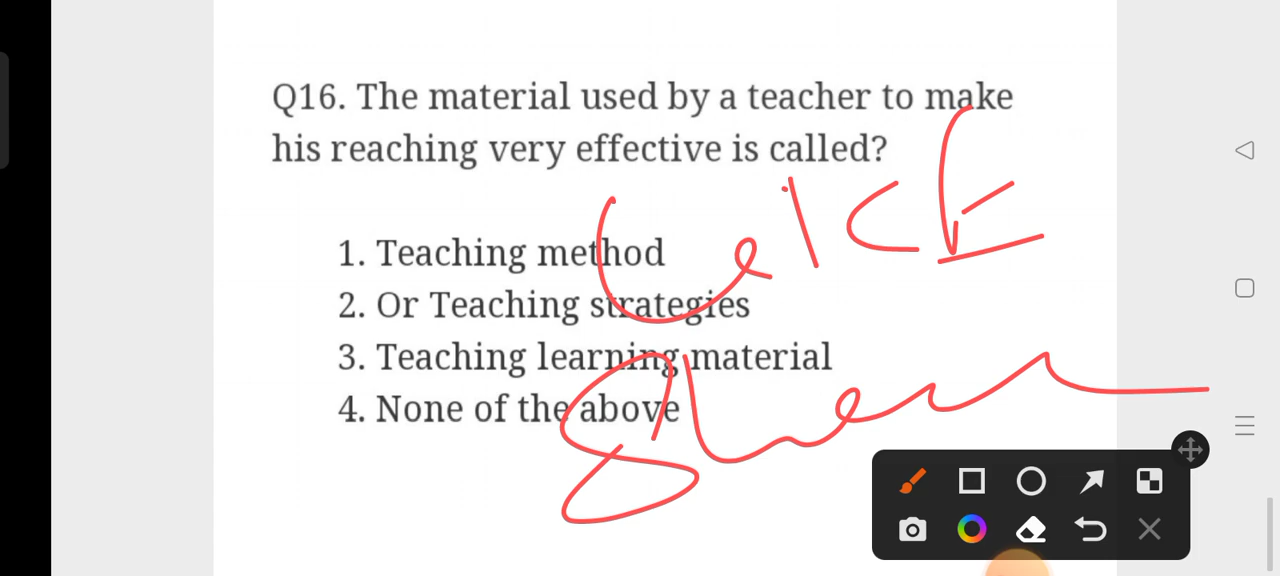 Q16. The material used by a teacher to make
his reaching very effective is called?
1. Teaching method
2. Or Teaching strategies
3. Teaching learning material
4. None of the above